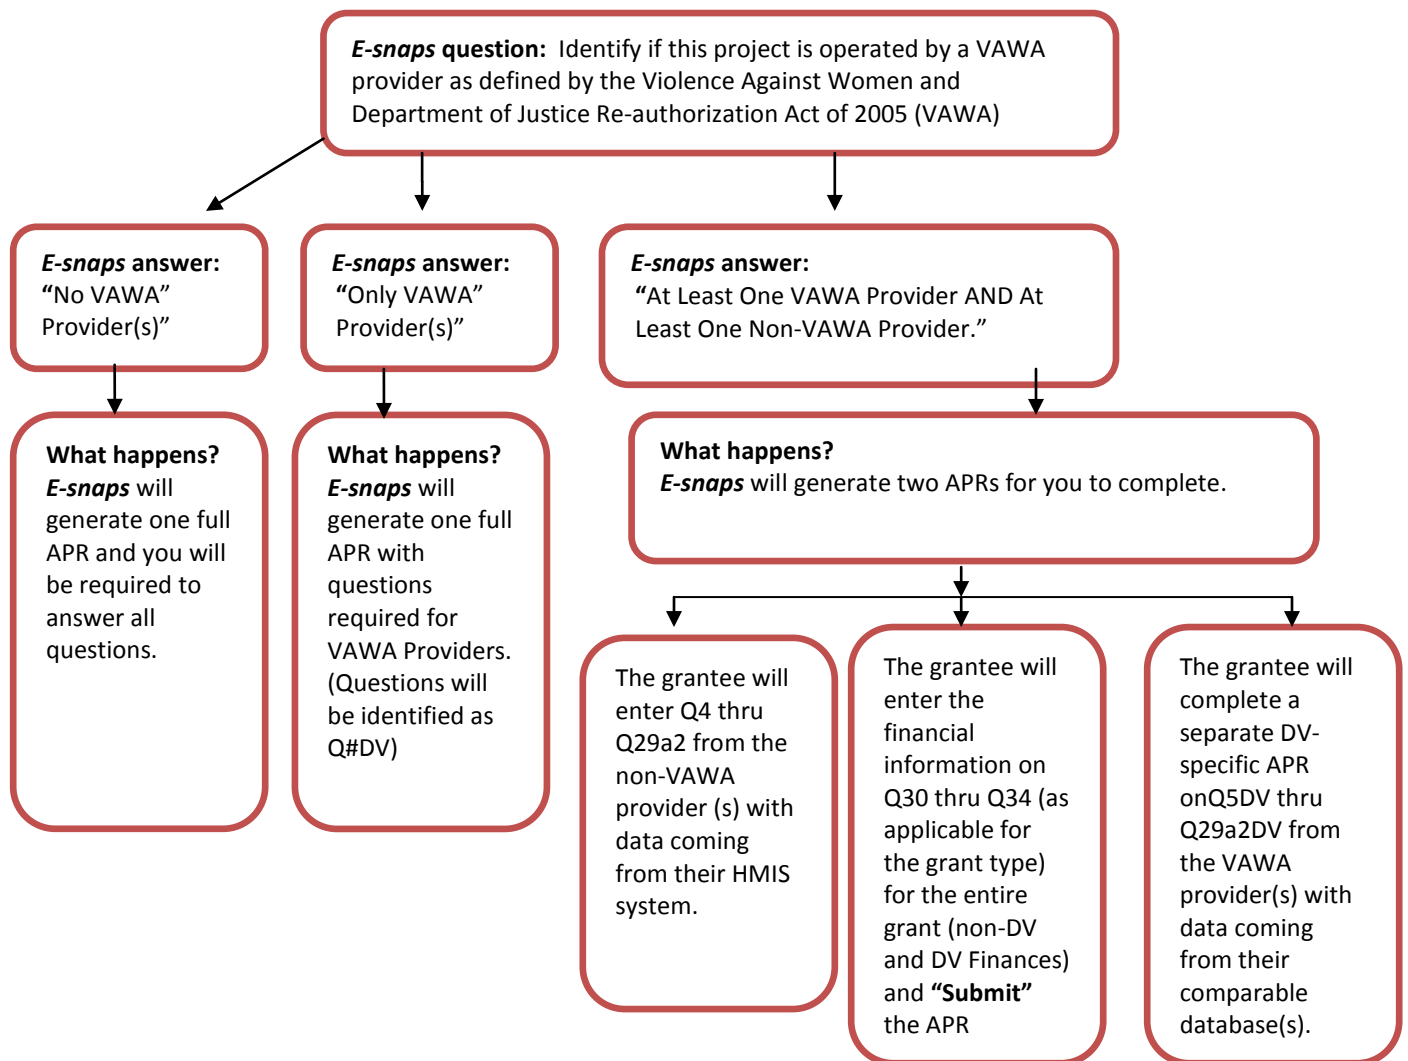 E-snaps question: Identify if this project is operated by a VAWA
provider as defined by the Violence Against Women and
Department of Justice Re-authorization Act of 2005 (VAWA)
E-snaps answer:
“No VAWA”
Provider(s)”
E-snaps answer:
“Only VAWA”
Provider(s)”
E-snaps answer:
“At Least One VAWA Provider AND At
Least One Non-VAWA Provider.”
What happens?
E-snaps will
generate one full
APR and you will
be required to
answer all
questions.
What happens?
E-snaps will
generate one full
APR with
questions
required for
VAWA Providers.
(Questions will
be identified as
Q#DV)
What happens?
E-snaps will generate two APRs for you to complete.
The grantee will
enter Q4 thru
Q29a2 from the
non-VAWA
provider (s) with
data coming
from their HMIS
system.
The grantee will
enter the
financial
information on
Q30 thru Q34 (as
applicable for
the grant type)
for the entire
grant (non-DV
and DV Finances)
and “Submit”
the APR
The grantee will
complete a
separate DV-
specific APR
onQ5DV thru
Q29a2DV from
the VAWA
provider(s) with
data coming
from their
comparable
database(s).